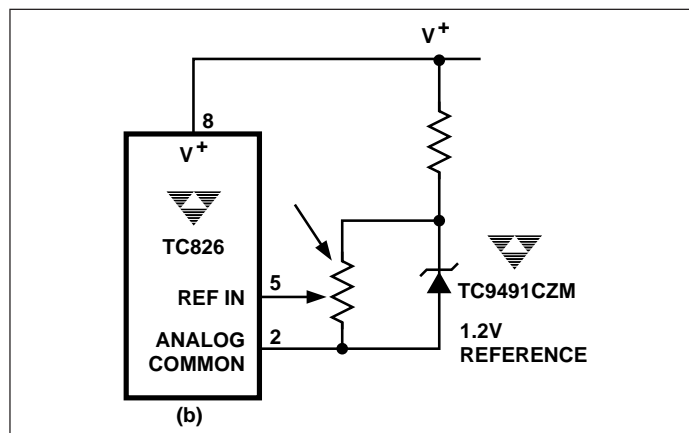 V+
8
V+
TC826
REF IN
5
ANALOG
COMMON
2
TC9491CZM
1.2V
REFERENCE
(b)